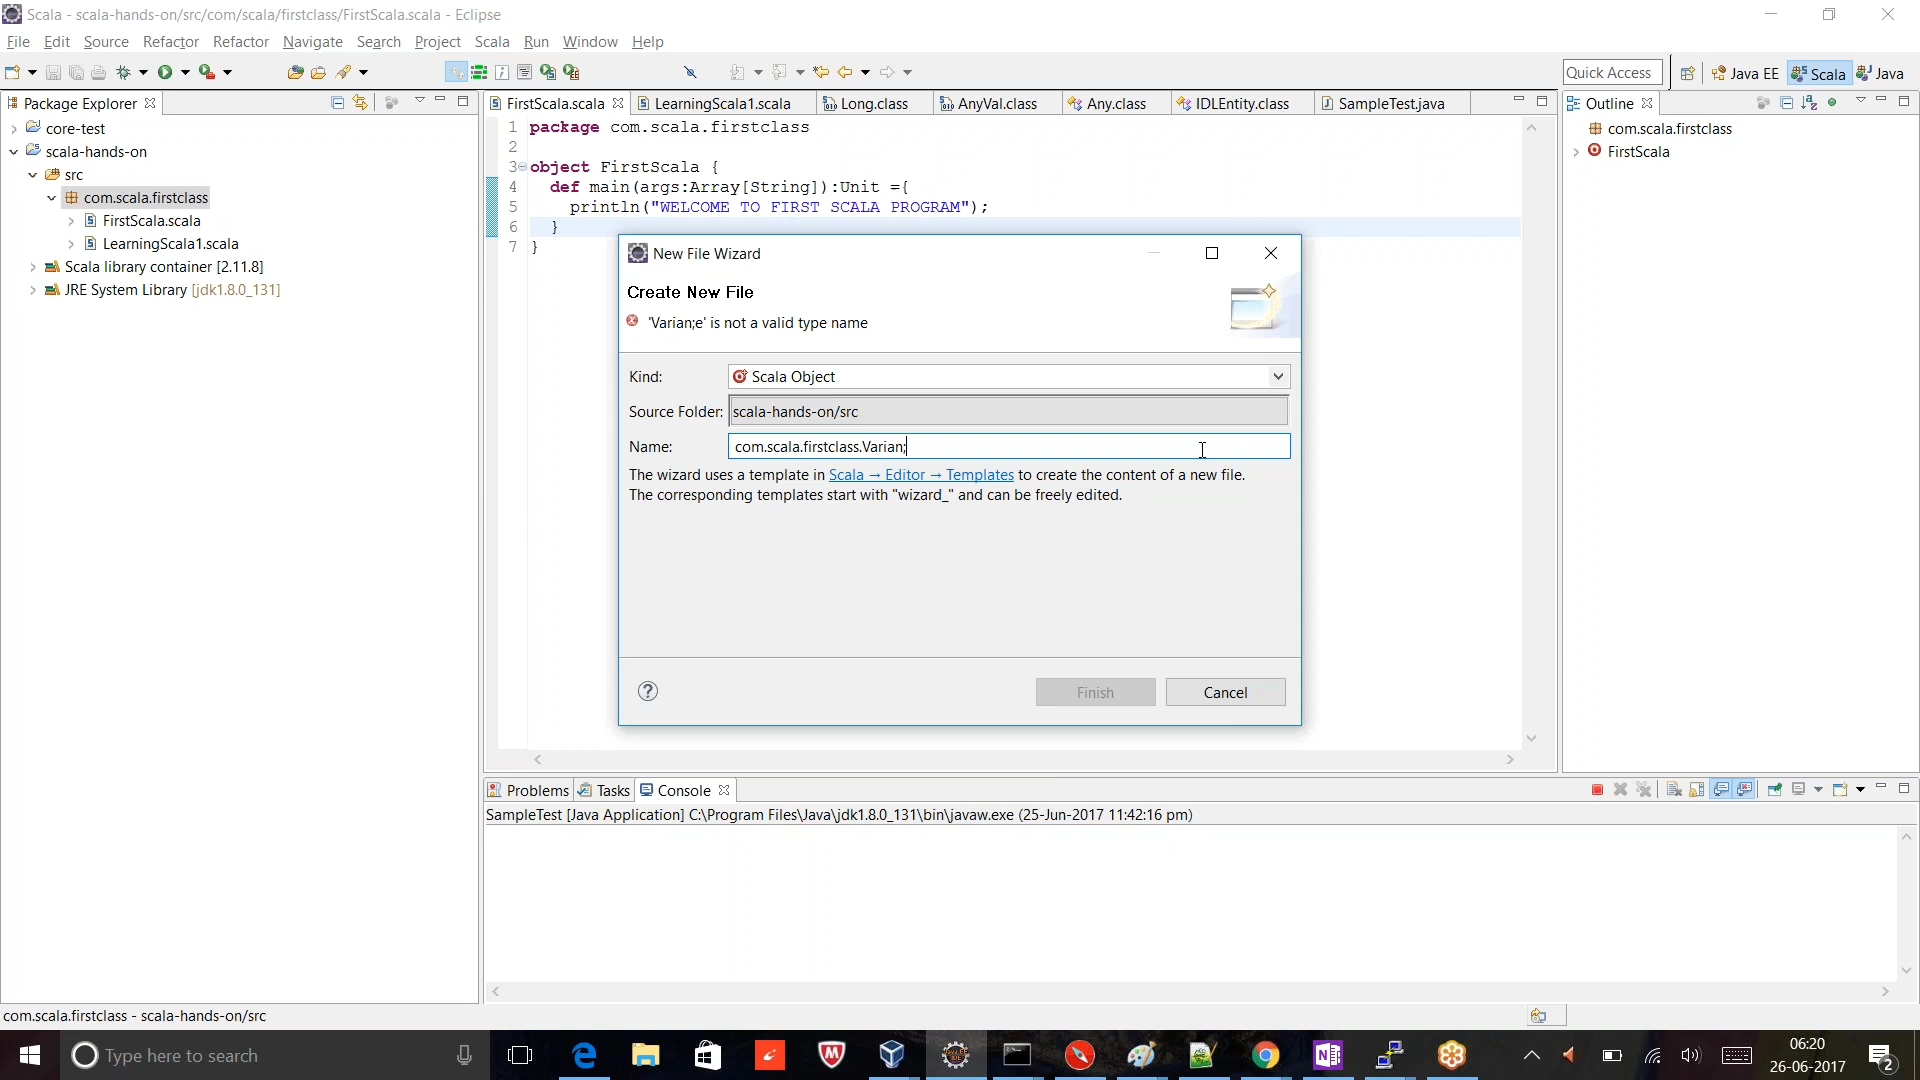 Scala - scala-hands-on/src/com/scala/firstclass/FirstScala.scala - Eclipse
File Edit Source Refactor Refactor Navigate Search Project Scala Run Window Help
Quick Access Java EE Scala Java
Package Explorer
core-test
scala-hands-on
src
com.scala.firstclass
FirstScala.scala
LearningScala1.scala
Scala library container [2.11.8]
JRE System Library [jdk1.8.0_131]
FirstScala.scala LearningScala1.scala Long.class AnyVal.class Any.class IDLEntity.class SampleTest.java
1 package com.scala.firstclass
2
3 object FirstScala {
4 def main(args:Array[String]):Unit ={
5 println("WELCOME TO FIRST SCALA PROGRAM");
6 }
7 }
New File Wizard
Create New File
'Varian;e' is not a valid type name
Kind: Scala Object
Source Folder: scala-hands-on/src
Name: com.scala.firstclass.Varian;
The wizard uses a template in Scala → Editor → Templates to create the content of a new file.
The corresponding templates start with "wizard_" and can be freely edited.
Finish Cancel
Outline
com.scala.firstclass
FirstScala
Problems Tasks Console
SampleTest [Java Application] C:\Program Files\Java\jdk1.8.0_131\bin\javaw.exe (25-Jun-2017 11:42:16 pm)
com.scala.firstclass - scala-hands-on/src
Type here to search
06:20
26-06-2017
2